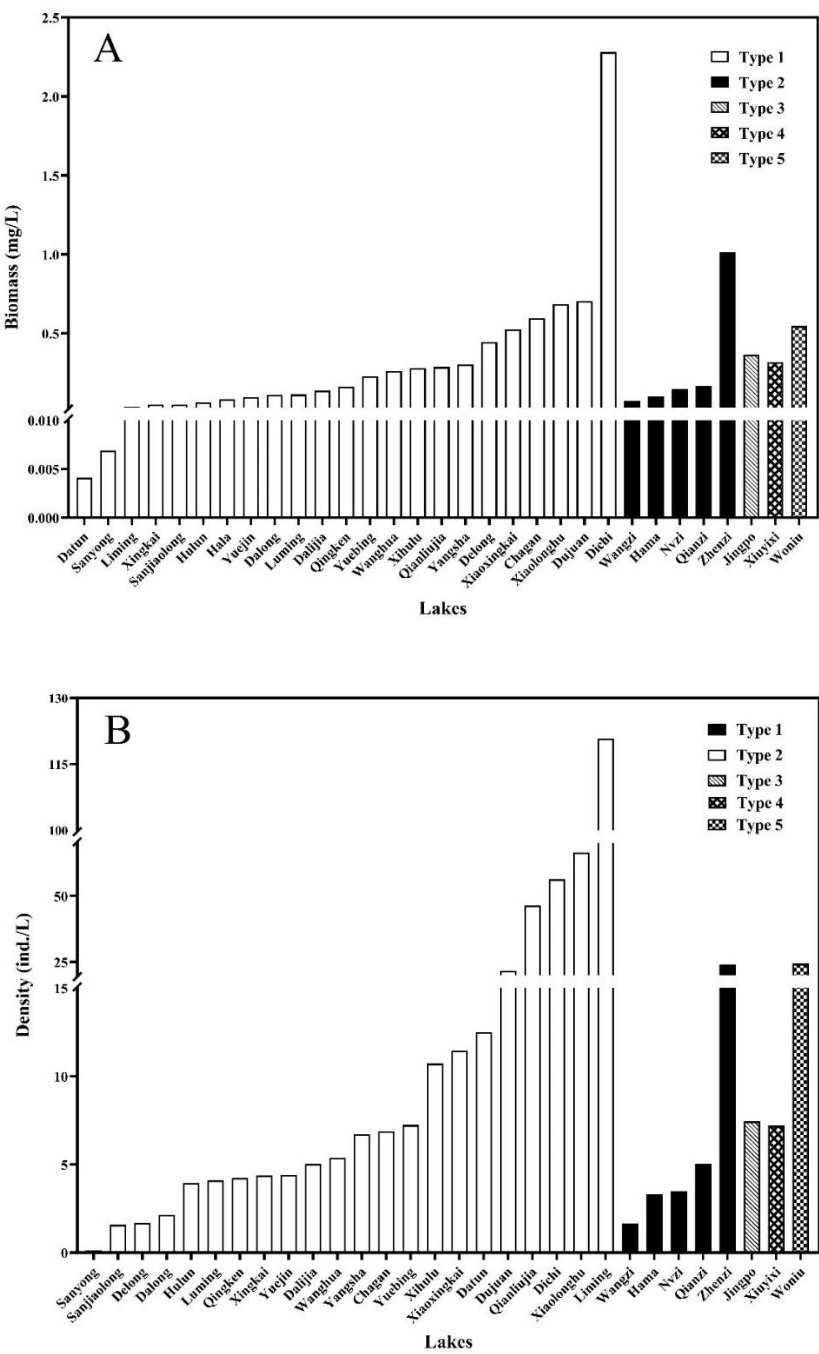 A
Type 1
Type 2
Type 3
Type 4
Type 5
Biomass (mg/L)
2.5
2.0
1.5
1.0
0.5
0.010
0.005
0.000
Datun
Sanyong
Liming
Xingkai
Sanjiaolong
Hulun
Hala
Yuejin
Dalong
Luming
Dalijia
Qingken
Yuebing
Wanghua
Xihulu
Qianliujia
Yangsha
Delong
Xiaoxingkai
Chagan
Xiaolonghu
Dujuan
Dichi
Wangzi
Hama
Nvzi
Qianzi
Zhenzi
Jingpo
Xiuyixi
Woniu
Lakes
B
Type 1
Type 2
Type 3
Type 4
Type 5
Density (ind./L)
130
115
100
50
25
15
10
5
0
Sanyong
Sanjiaolong
Delong
Dalong
Hulun
Luming
Qingken
Xingkai
Yuejin
Dalijia
Wanghua
Yangsha
Chagan
Yuebing
Xihulu
Xiaoxingkai
Datun
Dujuan
Qianliujia
Dichi
Xiaolonghu
Liming
Wangzi
Hama
Nvzi
Qianzi
Zhenzi
Jingpo
Xiuyixi
Woniu
Lakes